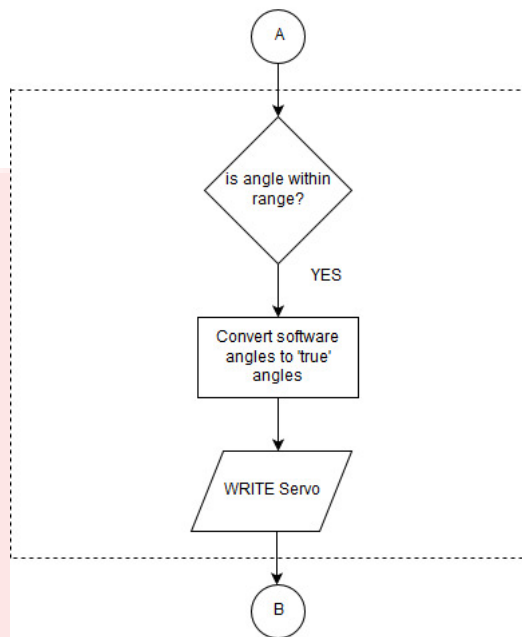 A
is angle within
range?
YES
Convert software
angles to 'true'
angles
WRITE Servo
B